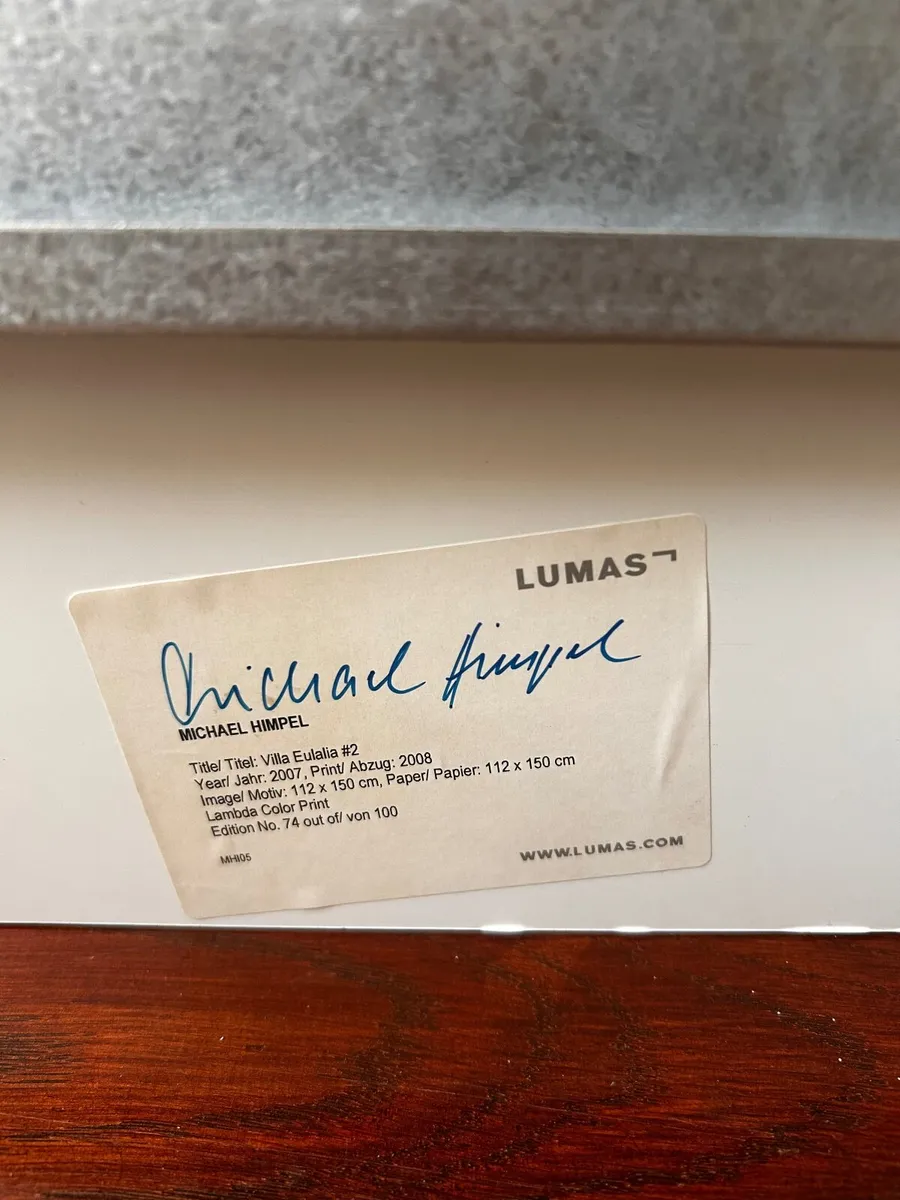 LUMAS
Michael Himpel
MICHAEL HIMPEL
Title/ Titel: Villa Eulalia #2
Year/ Jahr: 2007, Print/ Abzug: 2008
Image/ Motiv: 112 x 150 cm, Paper/ Papier: 112 x 150 cm
Lambda Color Print
Edition No. 74 out of/ von 100
MHI05
WWW.LUMAS.COM